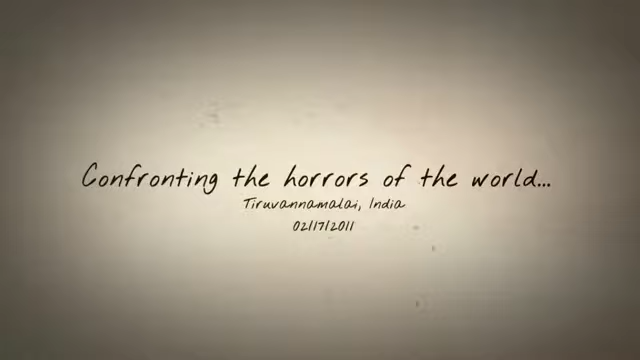 Confronting the horrors of the world...
Tiruvannamalai, India
02/17/2011